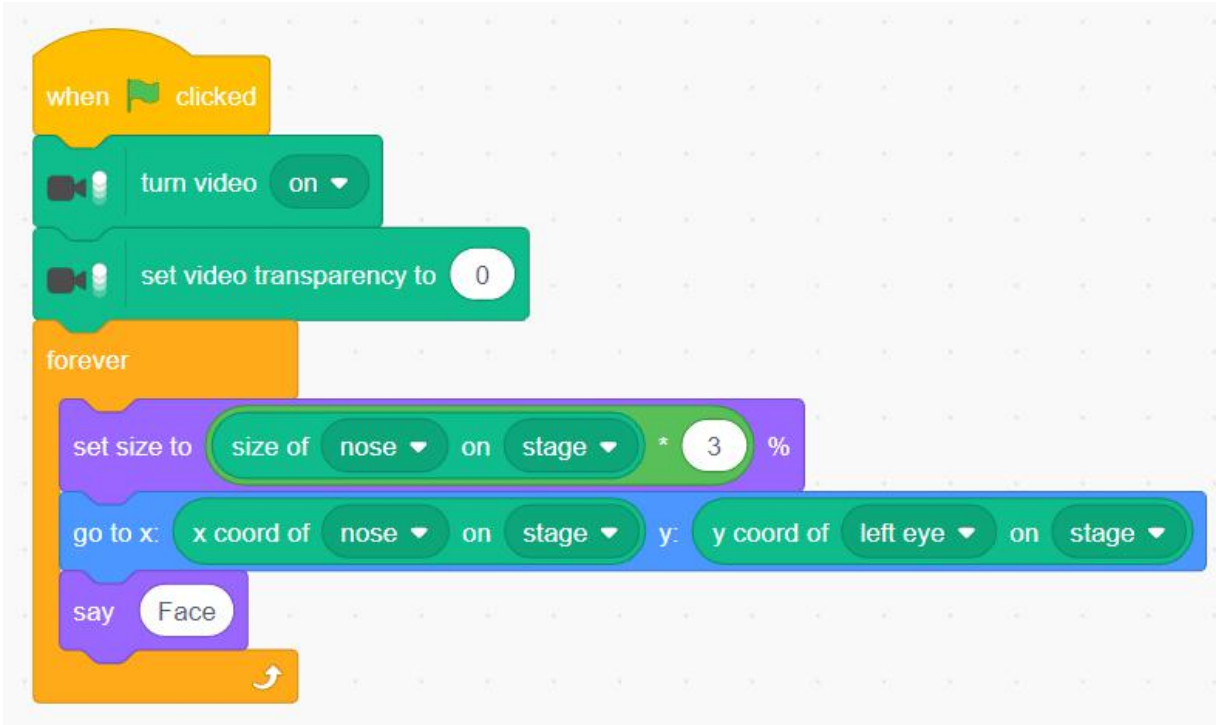 when clicked
turn video on
set video transparency to 0
forever
set size to size of nose on stage * 3 %
go to x: x coord of nose on stage y: y coord of left eye on stage
say Face